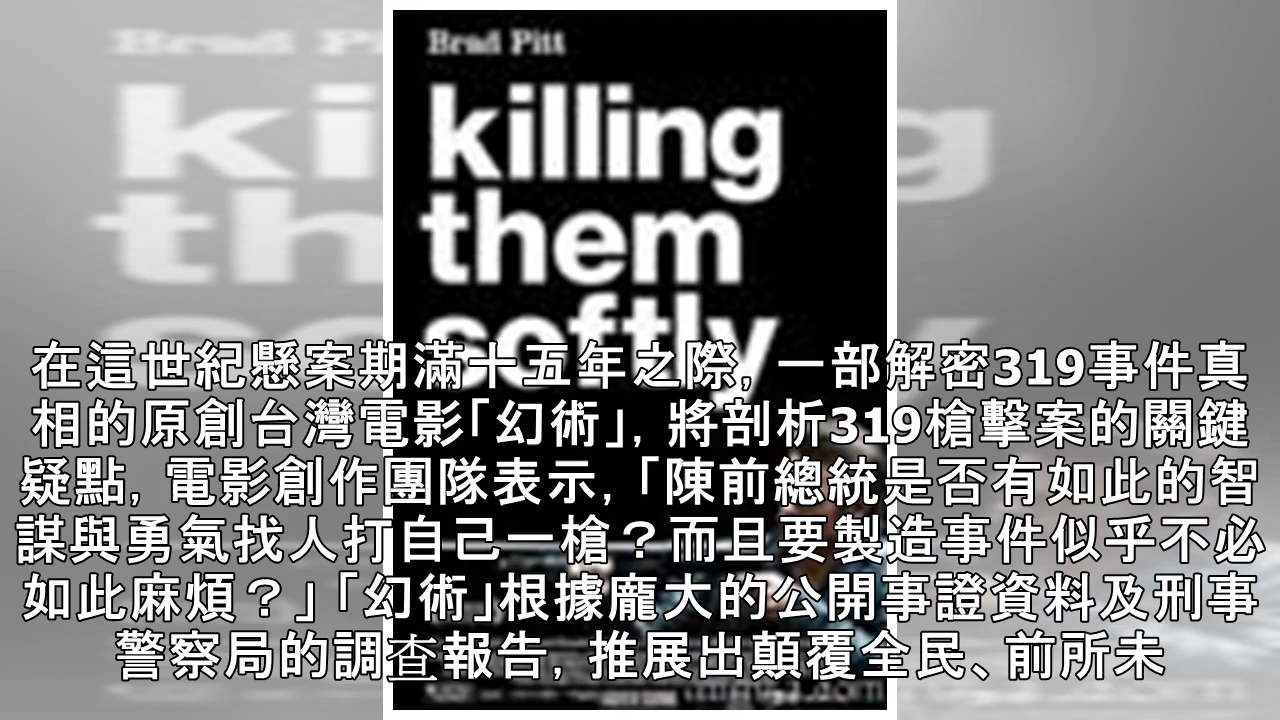 Brad Pitt
killing
them
softly
在這世紀懸案期滿十五年之際, 一部解密319事件真
相的原創台灣電影「幻術」, 將剖析319槍擊案的關鍵
疑點, 電影創作團隊表示,「陳前總統是否有如此的智
謀與勇氣找人打自己一槍？而且要製造事件似乎不必
如此麻煩？」「幻術」根據龐大的公開事證資料及刑事
警察局的調查報告, 推展出顛覆全民、前所未